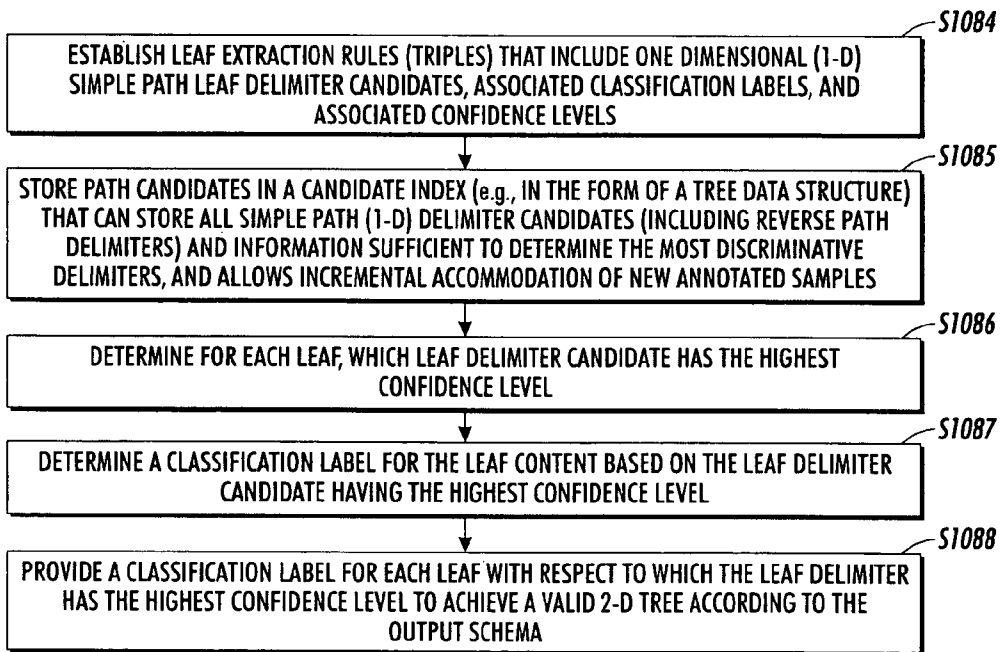 S1084
ESTABLISH LEAF EXTRACTION RULES (TRIPLES) THAT INCLUDE ONE DIMENSIONAL (1-D)
SIMPLE PATH LEAF DELIMITER CANDIDATES, ASSOCIATED CLASSIFICATION LABELS, AND
ASSOCIATED CONFIDENCE LEVELS
S1085
STORE PATH CANDIDATES IN A CANDIDATE INDEX (e.g., IN THE FORM OF A TREE DATA STRUCTURE)
THAT CAN STORE ALL SIMPLE PATH (1-D) DELIMITER CANDIDATES (INCLUDING REVERSE PATH
DELIMITERS) AND INFORMATION SUFFICIENT TO DETERMINE THE MOST DISCRIMINATIVE
DELIMITERS, AND ALLOWS INCREMENTAL ACCOMMODATION OF NEW ANNOTATED SAMPLES
S1086
DETERMINE FOR EACH LEAF, WHICH LEAF DELIMITER CANDIDATE HAS THE HIGHEST
CONFIDENCE LEVEL
S1087
DETERMINE A CLASSIFICATION LABEL FOR THE LEAF CONTENT BASED ON THE LEAF DELIMITER
CANDIDATE HAVING THE HIGHEST CONFIDENCE LEVEL
S1088
PROVIDE A CLASSIFICATION LABEL FOR EACH LEAF WITH RESPECT TO WHICH THE LEAF DELIMITER
HAS THE HIGHEST CONFIDENCE LEVEL TO ACHIEVE A VALID 2-D TREE ACCORDING TO THE
OUTPUT SCHEMA